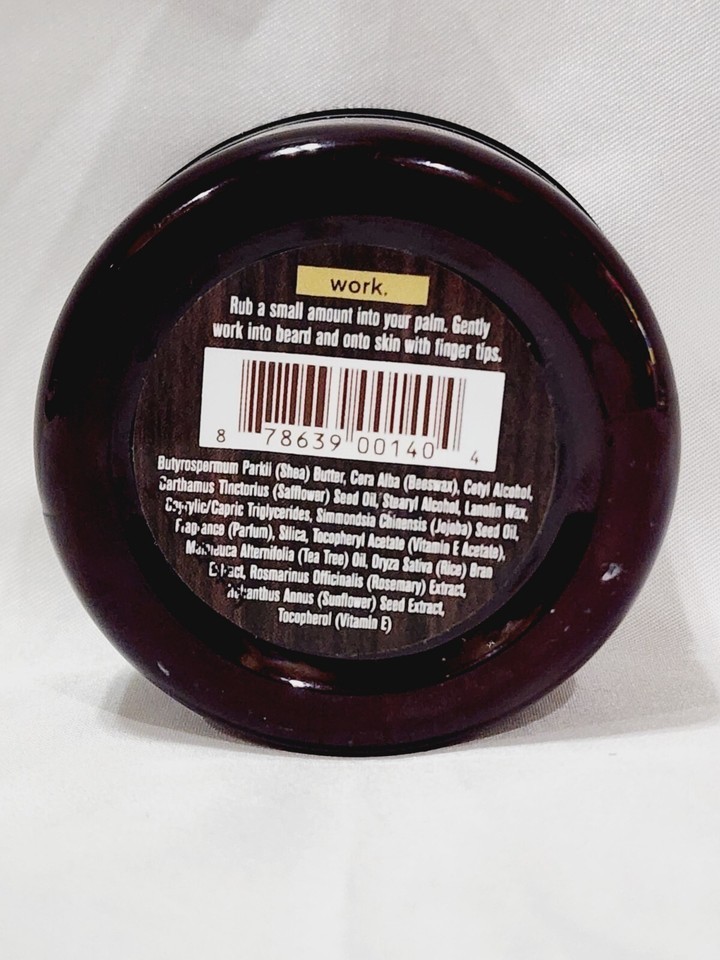 work.
Rub a small amount into your palm. Gently
work into beard and onto skin with finger tips.
8 78639 00140 4
Butyrospermum Parkii (Shea) Butter, Cera Alba (Beeswax), Cetyl Alcohol,
Carthamus Tinctorius (Safflower) Seed Oil, Stearyl Alcohol, Lanolin Wax,
Caprylic/Capric Triglycerides, Simmondsia Chinensis (Jojoba) Seed Oil,
Fragrance (Parfum), Silica, Tocopheryl Acetate (Vitamin E Acetate),
Melaleuca Alternifolia (Tea Tree) Oil, Oryza Sativa (Rice) Bran
Extract, Rosmarinus Officinalis (Rosemary) Extract,
Helianthus Annus (Sunflower) Seed Extract,
Tocopherol (Vitamin E)